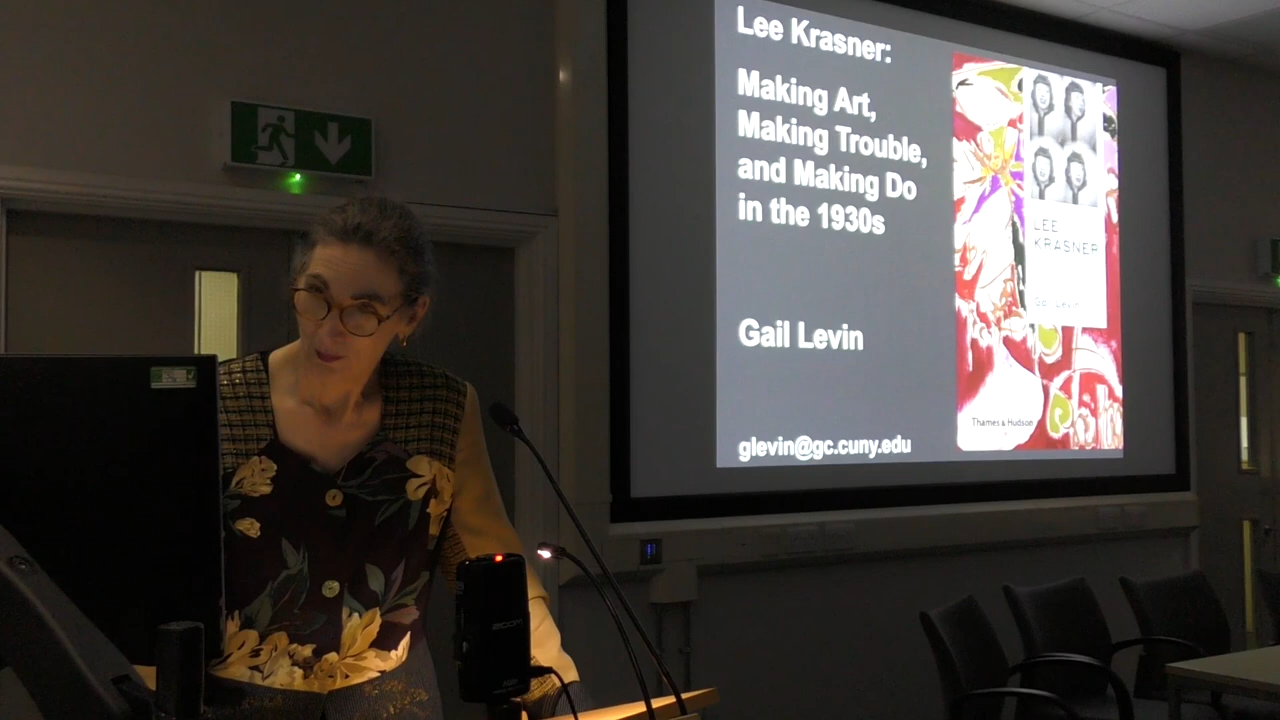 Lee Krasner:
Making Art,
Making Trouble,
and Making Do
in the 1930s
Gail Levin
glevin@gc.cuny.edu
LEE
KRASNER
Gail Levin
Thames & Hudson
zoom